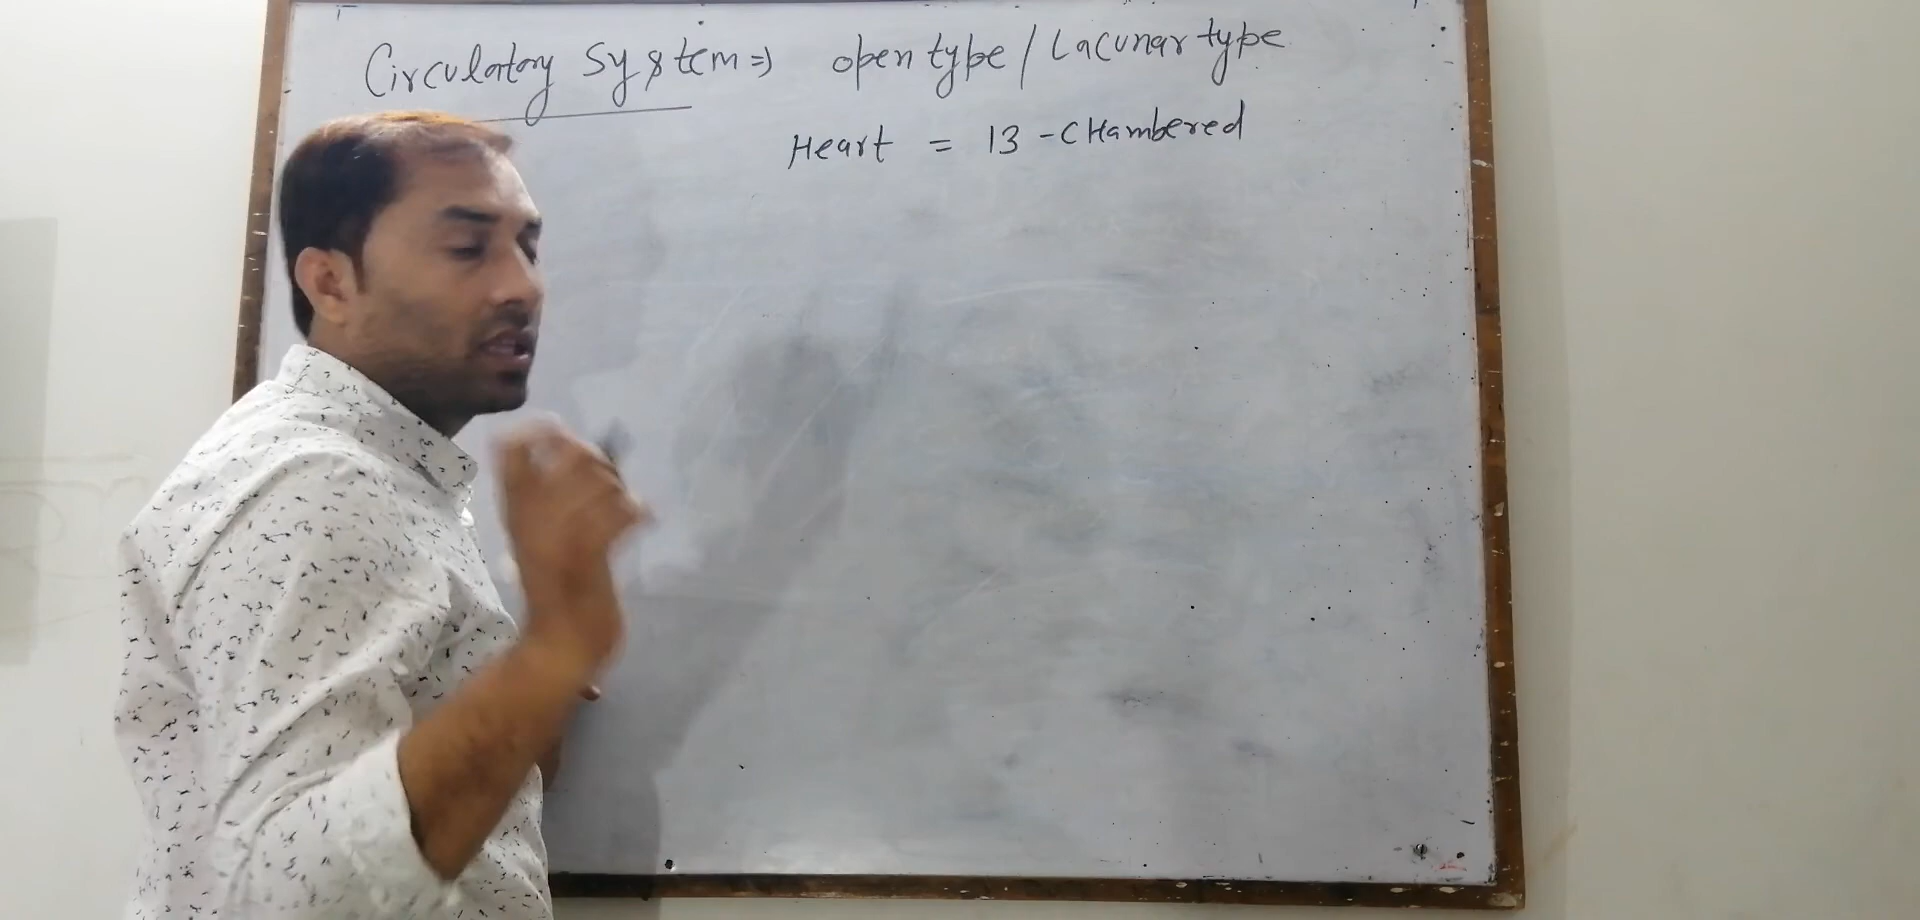 Circulatory System => open type / Lacunar type
Heart = 13 - CHambered